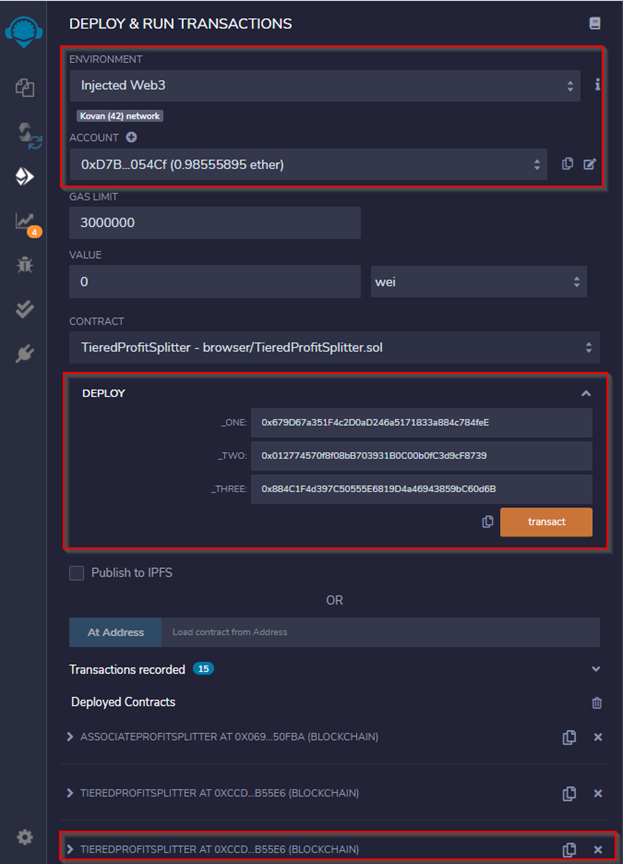 DEPLOY & RUN TRANSACTIONS
ENVIRONMENT
Injected Web3
Kovan (42) network
ACCOUNT
0xD7B...054Cf (0.98555895 ether)
GAS LIMIT
3000000
VALUE
0 wei
CONTRACT
TieredProfitSplitter - browser/TieredProfitSplitter.sol
DEPLOY
_ONE: 0x679D67a351F4c2D0aD246a5171833a884c784feE
_TWO: 0x012774570f8f08bB703931B0C00b0fC3d9cF8739
_THREE: 0x884C1F4d397C50555E6819D4a46943859bC60d6B
transact
Publish to IPFS
OR
At Address Load contract from Address
4
Transactions recorded 15
Deployed Contracts
ASSOCIATEPROFITSPLITTER AT 0X069...50FBA (BLOCKCHAIN)
TIEREDPROFITSPLITTER AT 0XCCD...B55E6 (BLOCKCHAIN)
TIEREDPROFITSPLITTER AT 0XCCD...B55E6 (BLOCKCHAIN)